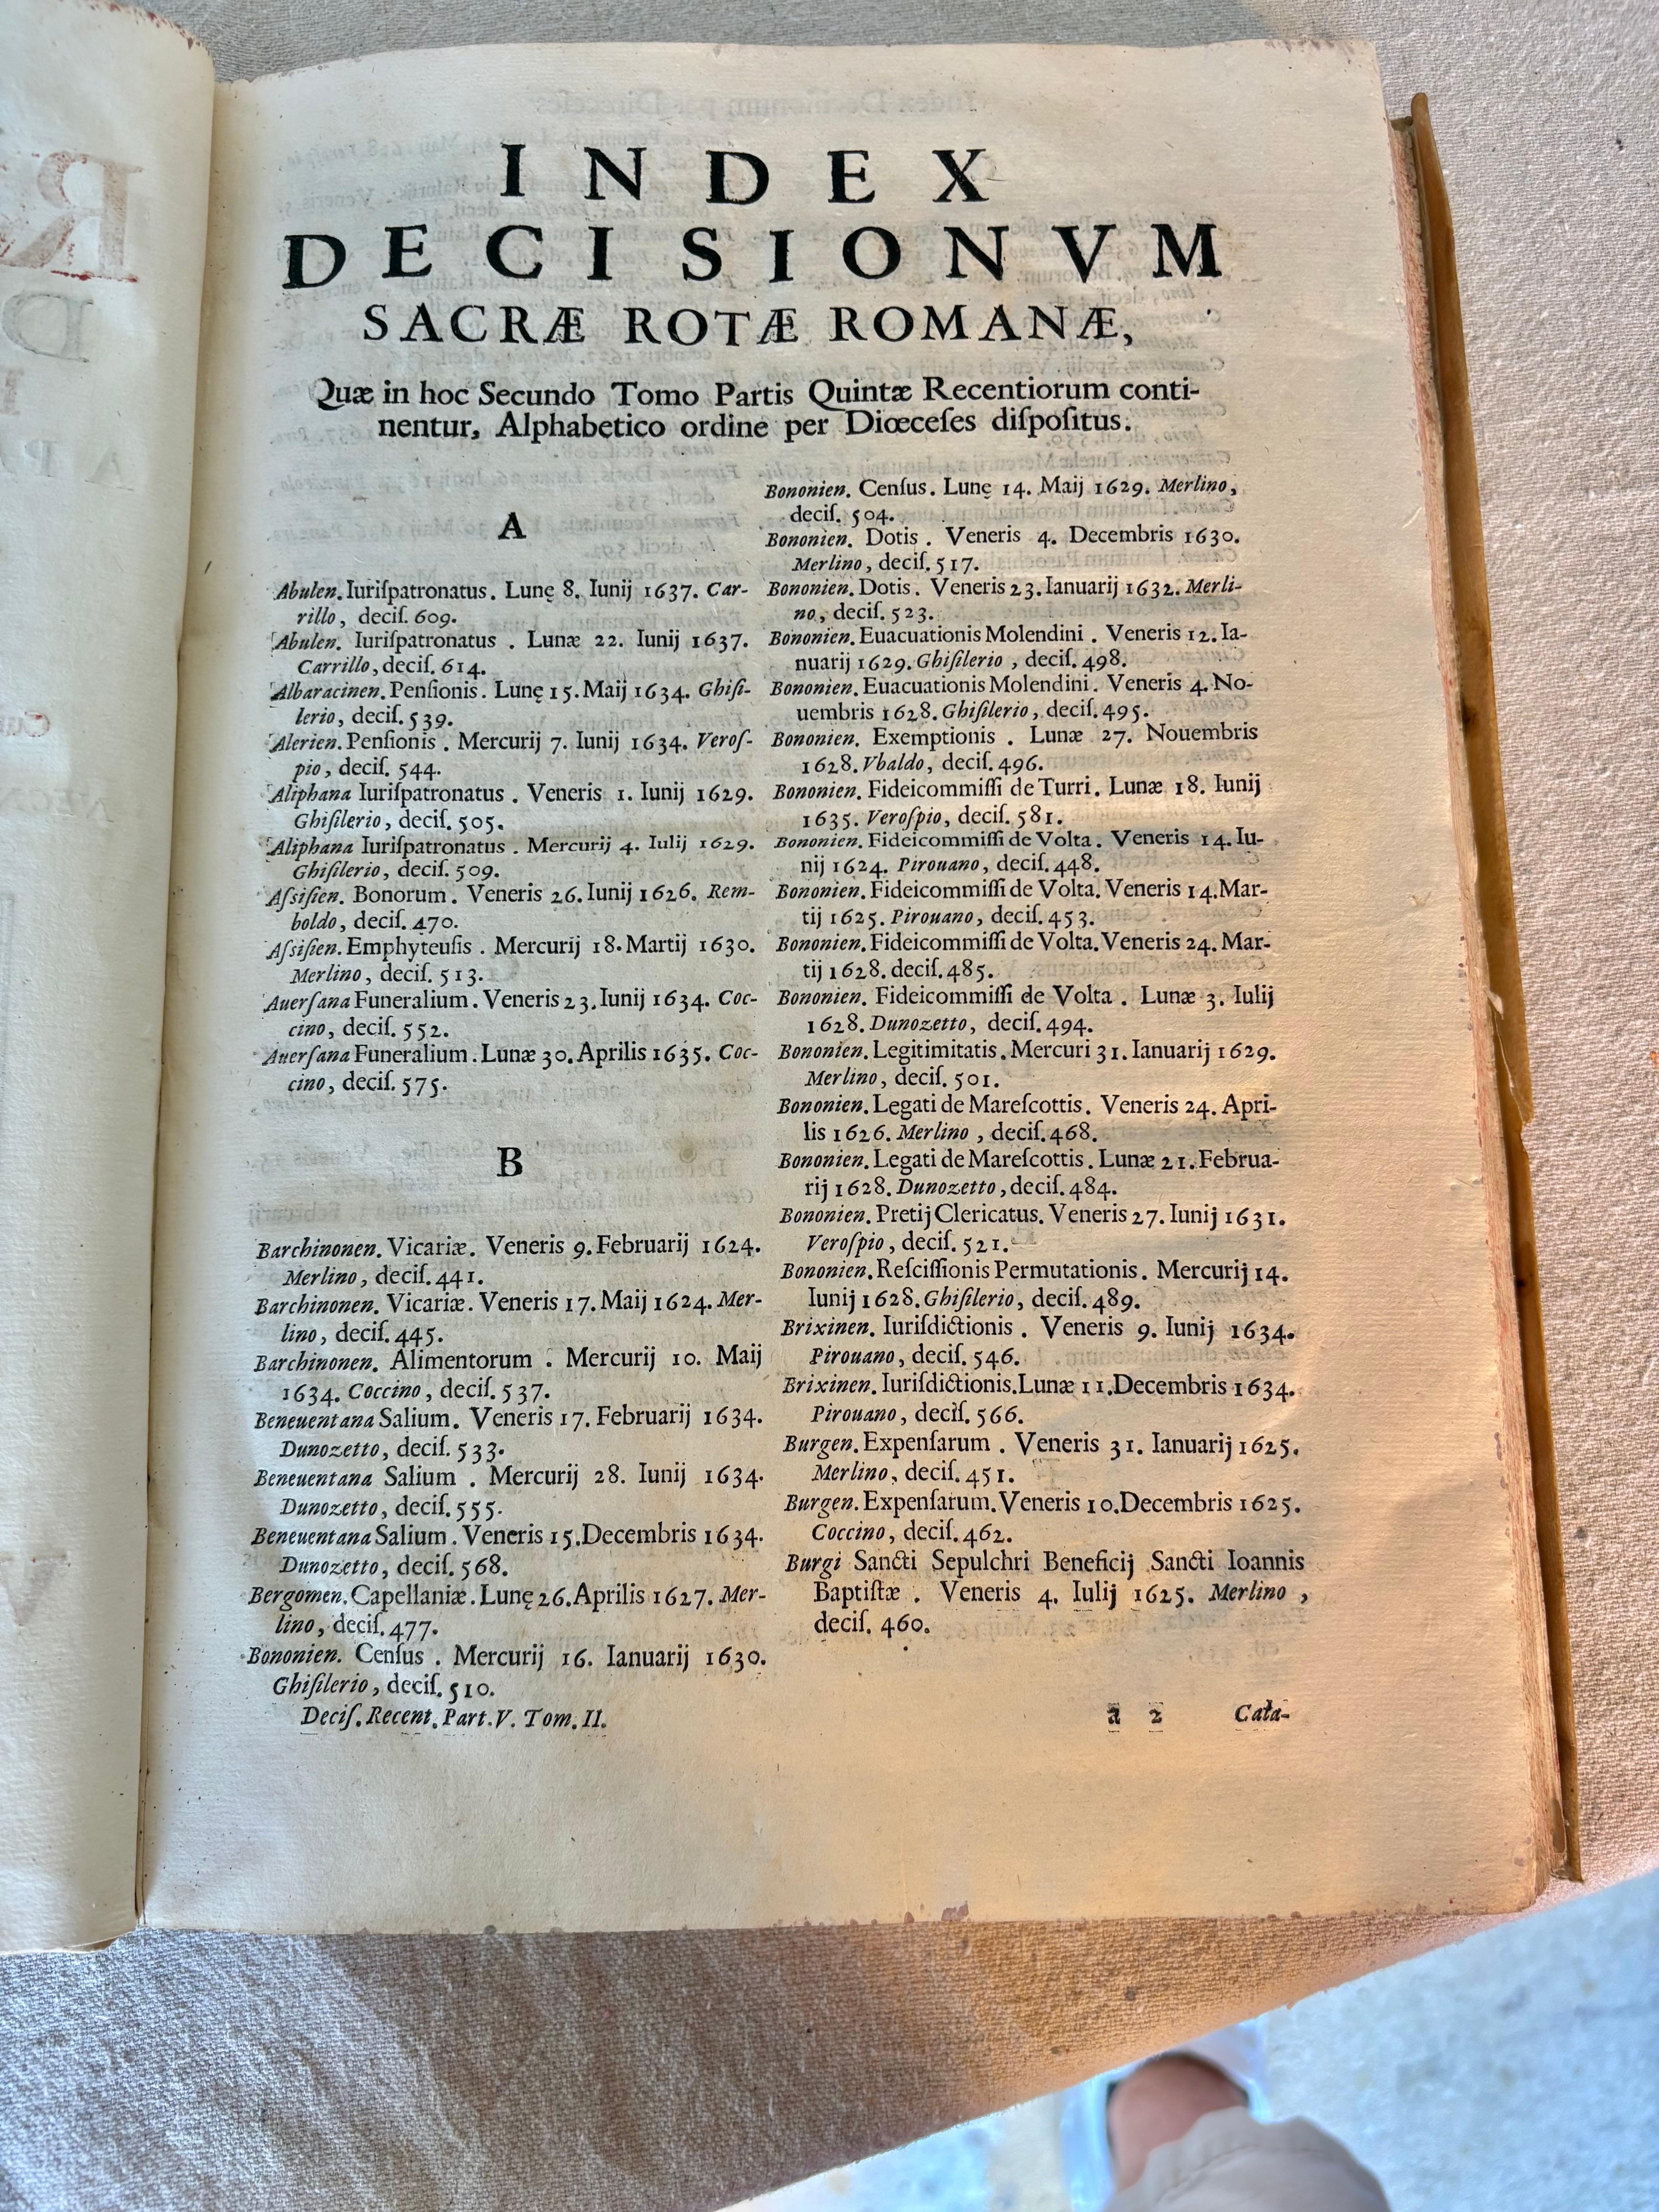 INDEX
DECISIONVM
SACRÆ ROTÆ ROMANÆ,
Quæ in hoc Secundo Tomo Partis Quintæ Recentiorum conti-
nentur, Alphabetico ordine per Diœceſes diſpoſitus.
A
Abulen. Iuriſpatronatus. Lunę 8. Iunij 1637. Car-
rillo, deciſ. 609.
Abulen. Iuriſpatronatus. Lunæ 22. Iunij 1637.
Carrillo, deciſ. 614.
Albaracinen. Penſionis. Lunę 15. Maij 1634. Ghiſi-
lerio, deciſ. 539.
Alerien. Penſionis. Mercurij 7. Iunij 1634. Veroſ-
pio, deciſ. 544.
Aliphana Iuriſpatronatus. Veneris 1. Iunij 1629.
Ghiſilerio, deciſ. 505.
Aliphana Iuriſpatronatus. Mercurij 4. Iulij 1629.
Ghiſilerio, deciſ. 509.
Aſſiſien. Bonorum. Veneris 26. Iunij 1626. Rem-
boldo, deciſ. 470.
Aſſiſien. Emphyteuſis. Mercurij 18. Martij 1630.
Merlino, deciſ. 513.
Auerſana Funeralium. Veneris 23. Iunij 1634. Coc-
cino, deciſ. 552.
Auerſana Funeralium. Lunæ 30. Aprilis 1635. Coc-
cino, deciſ. 575.
B
Barchinonen. Vicariæ. Veneris 9. Februarij 1624.
Merlino, deciſ. 441.
Barchinonen. Vicariæ. Veneris 17. Maij 1624. Mer-
lino, deciſ. 445.
Barchinonen. Alimentorum. Mercurij 10. Maij
1634. Coccino, deciſ. 537.
Beneuentana Salium. Veneris 17. Februarij 1634.
Dunozetto, deciſ. 533.
Beneuentana Salium. Mercurij 28. Iunij 1634.
Dunozetto, deciſ. 555.
Beneuentana Salium. Veneris 15. Decembris 1634.
Dunozetto, deciſ. 568.
Bergomen. Capellaniæ. Lunę 26. Aprilis 1627. Mer-
lino, deciſ. 477.
Bononien. Cenſus. Mercurij 16. Ianuarij 1630.
Ghiſilerio, deciſ. 510.
Bononien. Cenſus. Lunę 14. Maij 1629. Merlino,
deciſ. 504.
Bononien. Dotis. Veneris 4. Decembris 1630.
Merlino, deciſ. 517.
Bononien. Dotis. Veneris 23. Ianuarij 1632. Merli-
no, deciſ. 523.
Bononien. Euacuationis Molendini. Veneris 12. Ia-
nuarij 1629. Ghiſilerio, deciſ. 498.
Bononien. Euacuationis Molendini. Veneris 4. No-
uembris 1628. Ghiſilerio, deciſ. 495.
Bononien. Exemptionis. Lunæ 27. Nouembris
1628. Vbaldo, deciſ. 496.
Bononien. Fideicommiſſi de Turri. Lunæ 18. Iunij
1635. Veroſpio, deciſ. 581.
Bononien. Fideicommiſſi de Volta. Veneris 14. Iu-
nij 1624. Pirouano, deciſ. 448.
Bononien. Fideicommiſſi de Volta. Veneris 14. Mar-
tij 1625. Pirouano, deciſ. 453.
Bononien. Fideicommiſſi de Volta. Veneris 24. Mar-
tij 1628. deciſ. 485.
Bononien. Fideicommiſſi de Volta. Lunæ 3. Iulij
1628. Dunozetto, deciſ. 494.
Bononien. Legitimitatis. Mercuri 31. Ianuarij 1629.
Merlino, deciſ. 501.
Bononien. Legati de Mareſcottis. Veneris 24. Apri-
lis 1626. Merlino, deciſ. 468.
Bononien. Legati de Mareſcottis. Lunæ 21. Februa-
rij 1628. Dunozetto, deciſ. 484.
Bononien. Pretij Clericatus. Veneris 27. Iunij 1631.
Veroſpio, deciſ. 521.
Bononien. Reſciſſionis Permutationis. Mercurij 14.
Iunij 1628. Ghiſilerio, deciſ. 489.
Brixinen. Iuriſdictionis. Veneris 9. Iunij 1634.
Pirouano, deciſ. 546.
Brixinen. Iuriſdictionis. Lunæ 11. Decembris 1634.
Pirouano, deciſ. 566.
Burgen. Expenſarum. Veneris 31. Ianuarij 1625.
Merlino, deciſ. 451.
Burgen. Expenſarum. Veneris 10. Decembris 1625.
Coccino, deciſ. 462.
Burgi Sancti Sepulchri Beneficij Sancti Ioannis
Baptiſtæ. Veneris 4. Iulij 1625. Merlino,
deciſ. 460.
Deciſ. Recent. Part. V. Tom. II.
a 2 Cata-